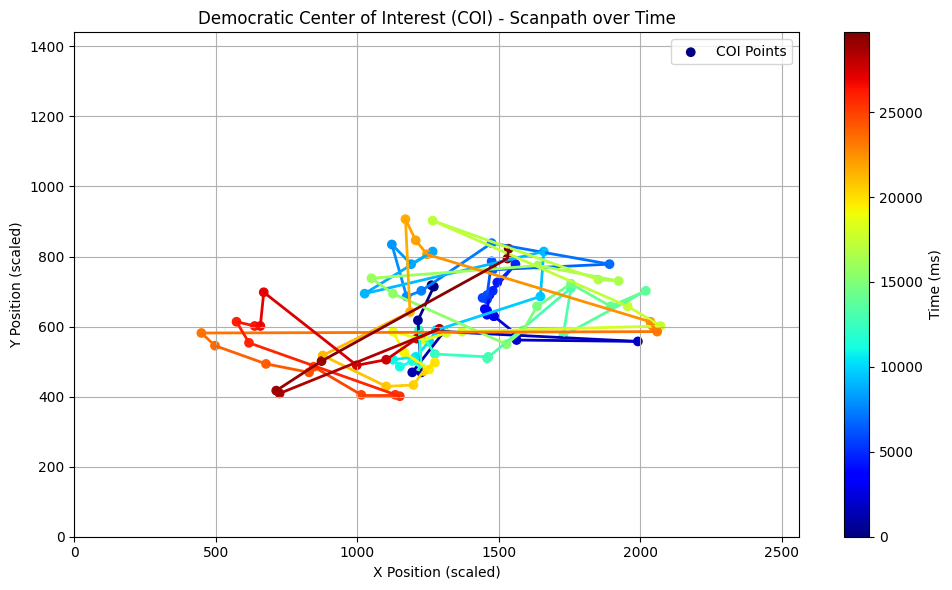 Democratic Center of Interest (COI) - Scanpath over Time
COI Points
Y Position (scaled)
1400
1200
1000
800
600
400
200
0
0 500 1000 1500 2000 2500
X Position (scaled)
25000
20000
15000
10000
5000
0
Time (ms)